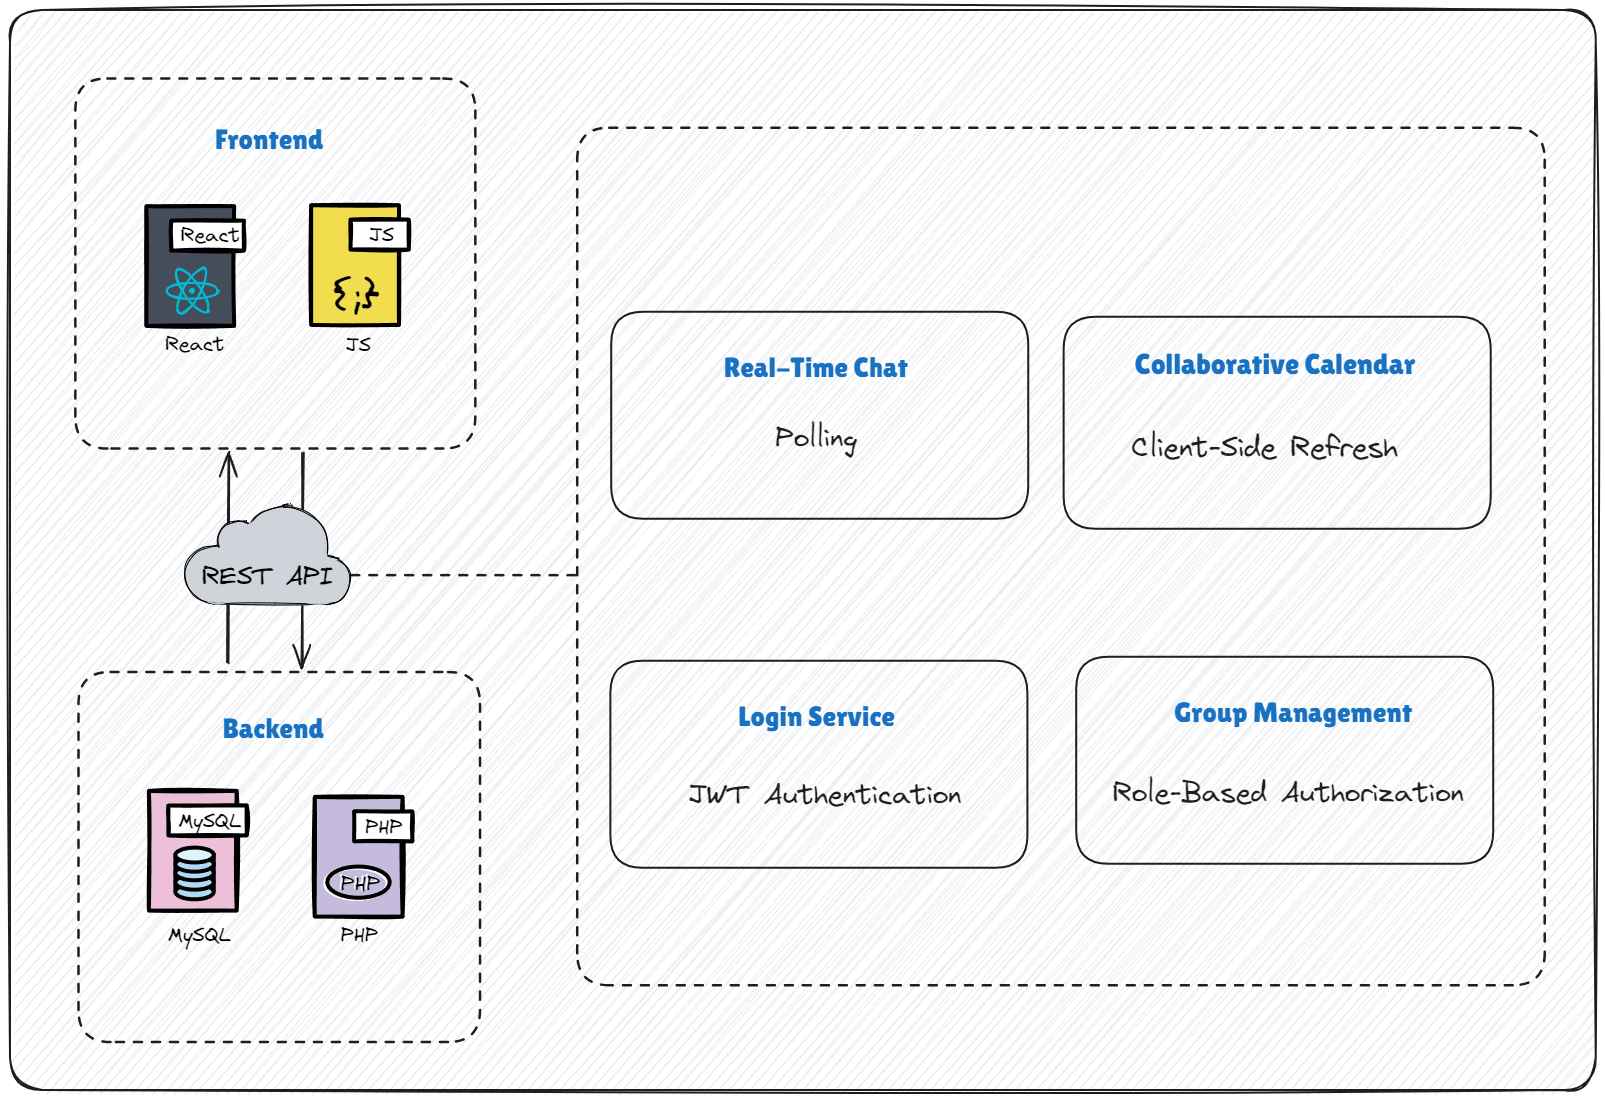 Frontend
React
JS
React
JS
REST API
Backend
MySQL
PHP
PHP
MySQL
PHP
Real-Time Chat
Polling
Collaborative Calendar
Client-Side Refresh
Login Service
JWT Authentication
Group Management
Role-Based Authorization